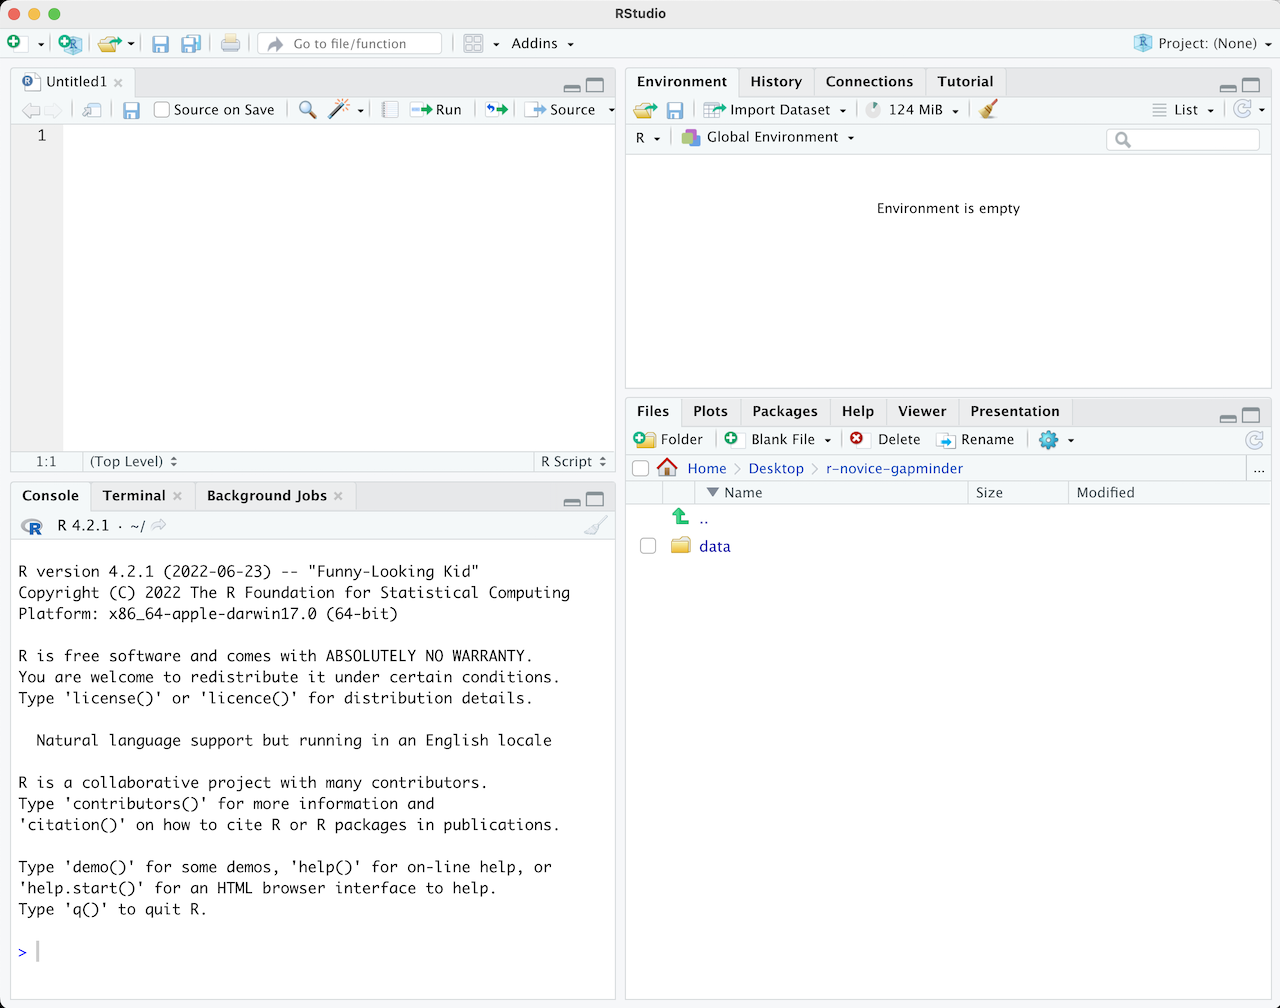 RStudio
Go to file/function
Addins
Project: (None)
Untitled1
Source on Save
Run
Source
1
1:1
(Top Level)
R Script
Console
Terminal
Background Jobs
R 4.2.1 · ~/
R version 4.2.1 (2022-06-23) -- "Funny-Looking Kid"
Copyright (C) 2022 The R Foundation for Statistical Computing
Platform: x86_64-apple-darwin17.0 (64-bit)
R is free software and comes with ABSOLUTELY NO WARRANTY.
You are welcome to redistribute it under certain conditions.
Type 'license()' or 'licence()' for distribution details.
Natural language support but running in an English locale
R is a collaborative project with many contributors.
Type 'contributors()' for more information and
'citation()' on how to cite R or R packages in publications.
Type 'demo()' for some demos, 'help()' for on-line help, or
'help.start()' for an HTML browser interface to help.
Type 'q()' to quit R.
>
Environment
History
Connections
Tutorial
Import Dataset
124 MiB
List
R
Global Environment
Environment is empty
Files
Plots
Packages
Help
Viewer
Presentation
Folder
Blank File
Delete
Rename
Home
Desktop
r-novice-gapminder
...
Name
Size
Modified
..
data